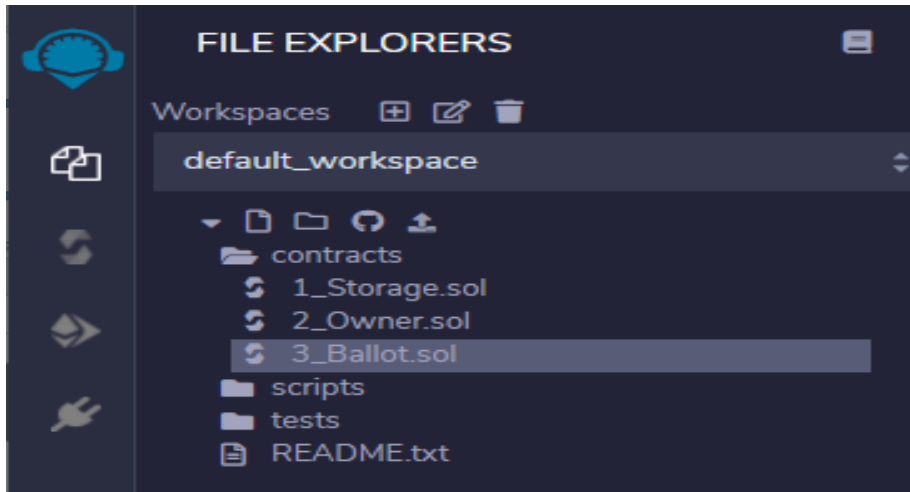 FILE EXPLORERS
Workspaces
default_workspace
contracts
1_Storage.sol
2_Owner.sol
3_Ballot.sol
scripts
tests
README.txt